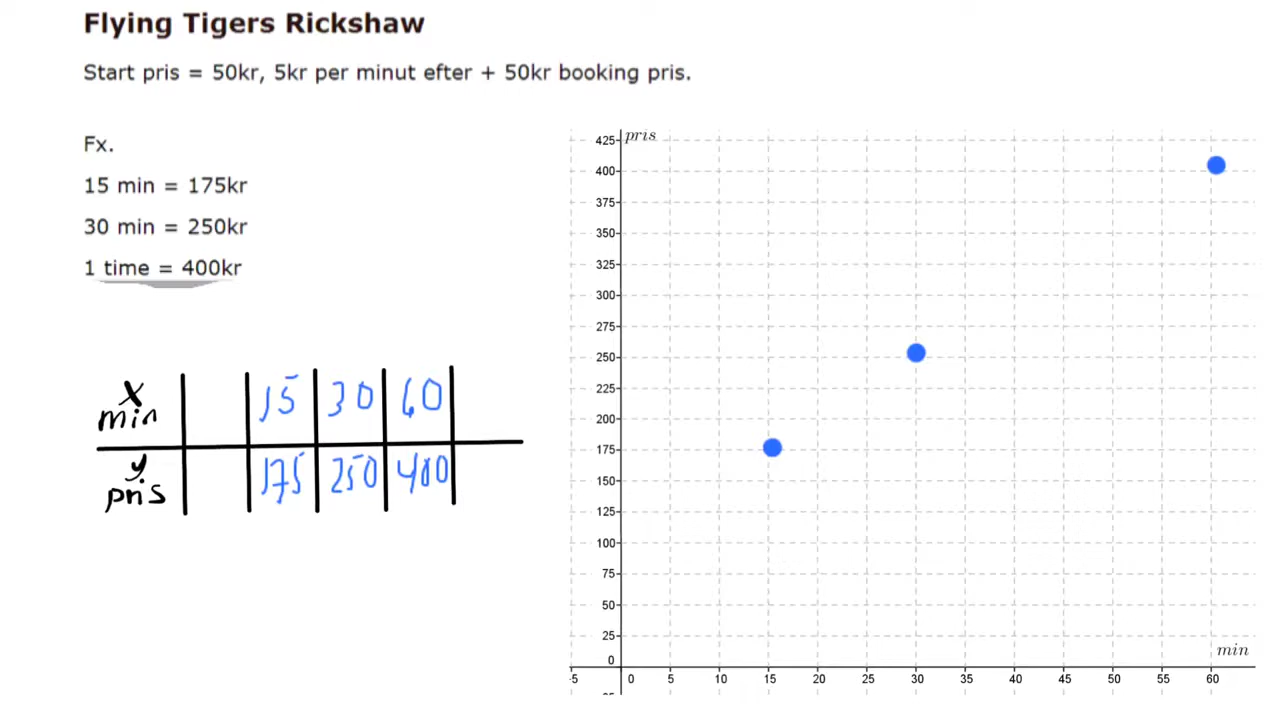 Flying Tigers Rickshaw
Start pris = 50kr, 5kr per minut efter + 50kr booking pris.
Fx.
15 min = 175kr
30 min = 250kr
1 time = 400kr
x 15 30 60
min
y 175 250 400
pris
pris
425
400
375
350
325
300
275
250
225
200
175
150
125
100
75
50
25
0
min
-5 0 5 10 15 20 25 30 35 40 45 50 55 60